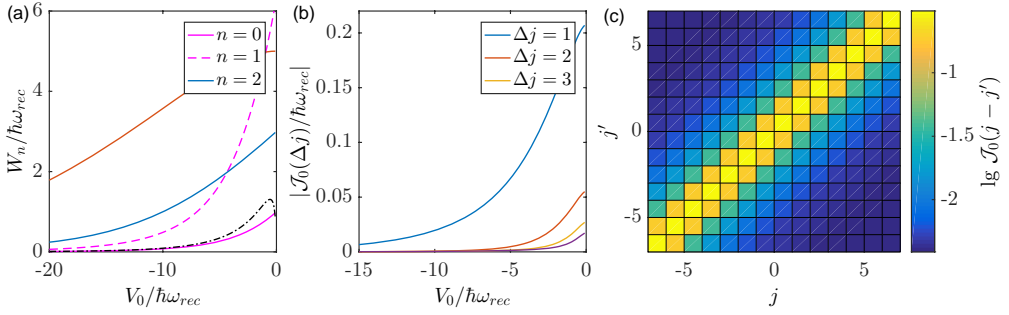 (a)
6
4
2
0
-20
-10
0
W_n/ħω_rec
V_0/ħω_rec
n = 0
n = 1
n = 2
(b)
0.2
0.15
0.1
0.05
0
-15
-10
-5
0
|𝒥_0(Δj)/ħω_rec|
V_0/ħω_rec
Δj = 1
Δj = 2
Δj = 3
(c)
5
0
-5
-5
0
5
j′
j
-1
-1.5
-2
lg 𝒥_0(j − j′)